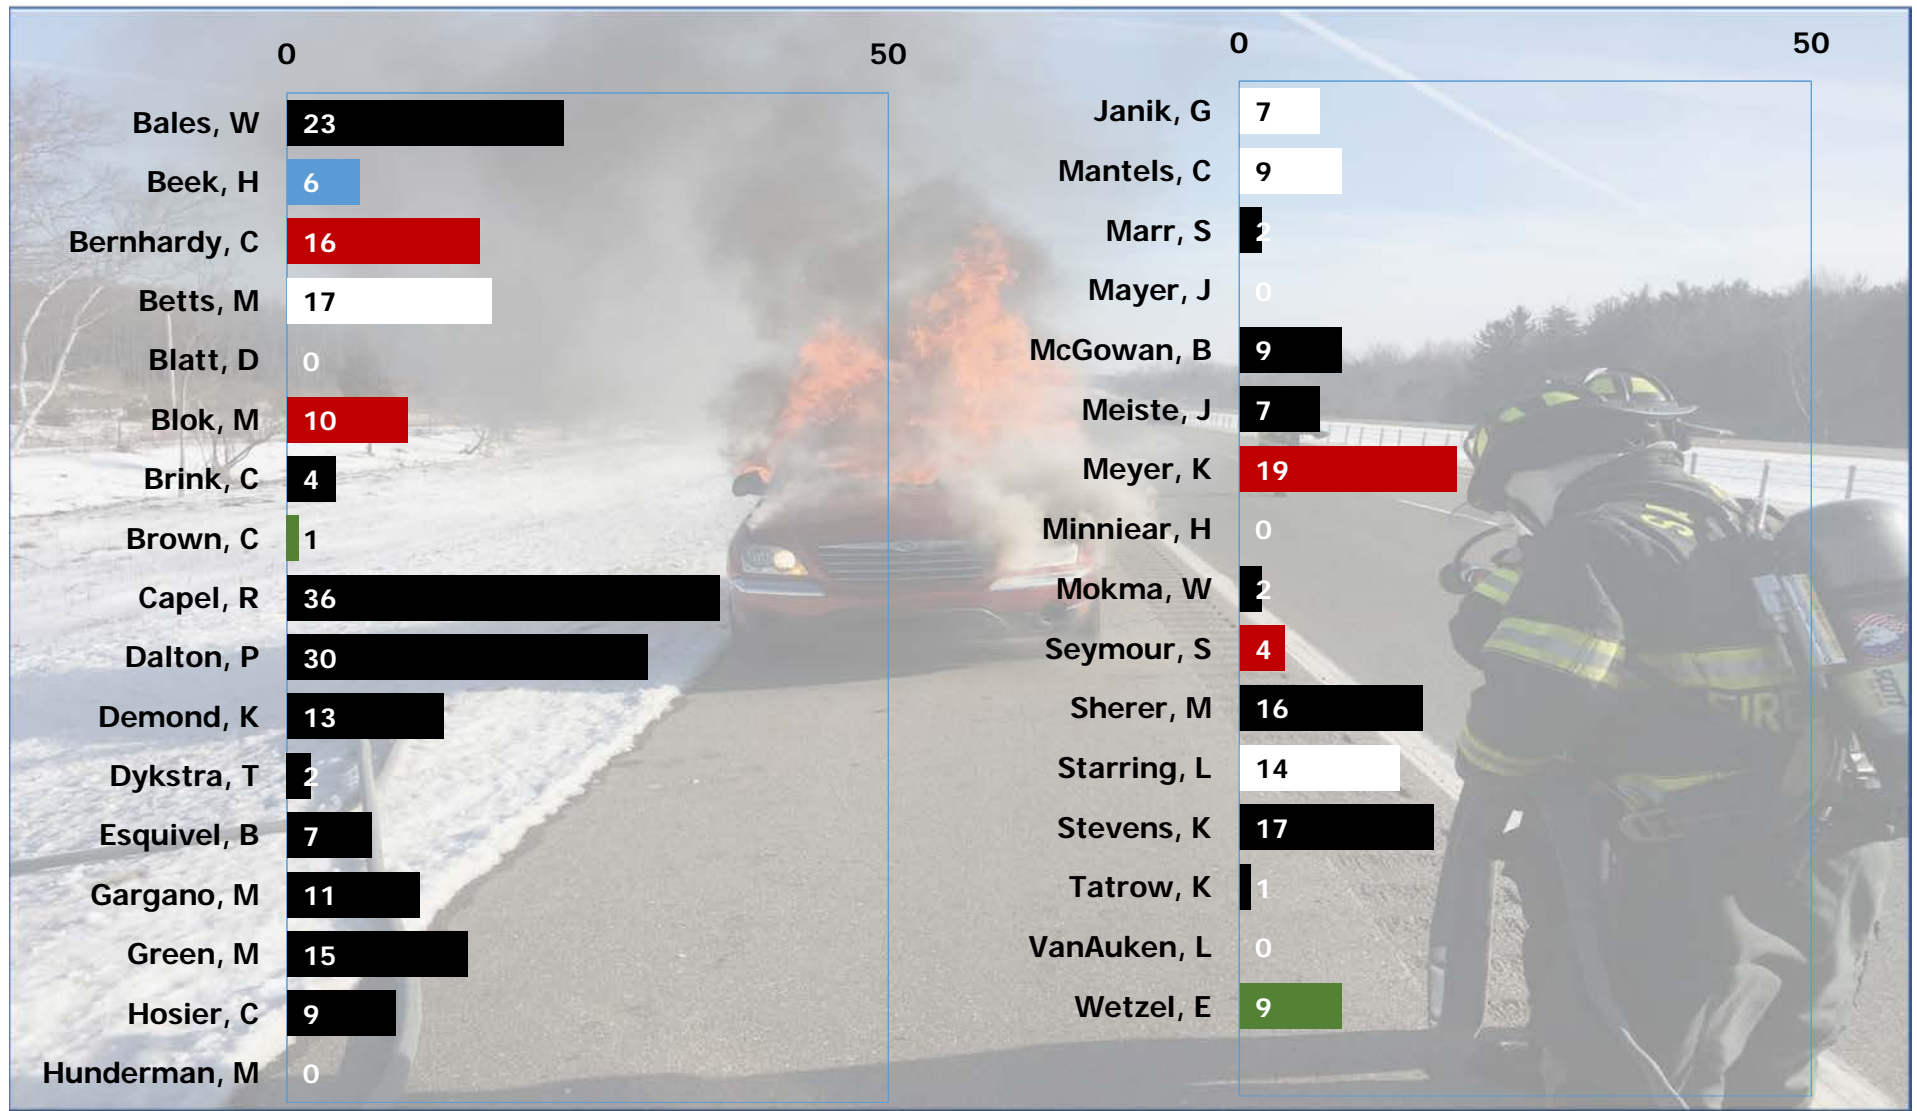 0 50
Bales, W 23
Beek, H 6
Bernhardy, C 16
Betts, M 17
Blatt, D 0
Blok, M 10
Brink, C 4
Brown, C 1
Capel, R 36
Dalton, P 30
Demond, K 13
Dykstra, T 2
Esquivel, B 7
Gargano, M 11
Green, M 15
Hosier, C 9
Hunderman, M 0
0 50
Janik, G 7
Mantels, C 9
Marr, S 2
Mayer, J 0
McGowan, B 9
Meiste, J 7
Meyer, K 19
Minniear, H 0
Mokma, W 2
Seymour, S 4
Sherer, M 16
Starring, L 14
Stevens, K 17
Tatrow, K 1
VanAuken, L 0
Wetzel, E 9
FIRE